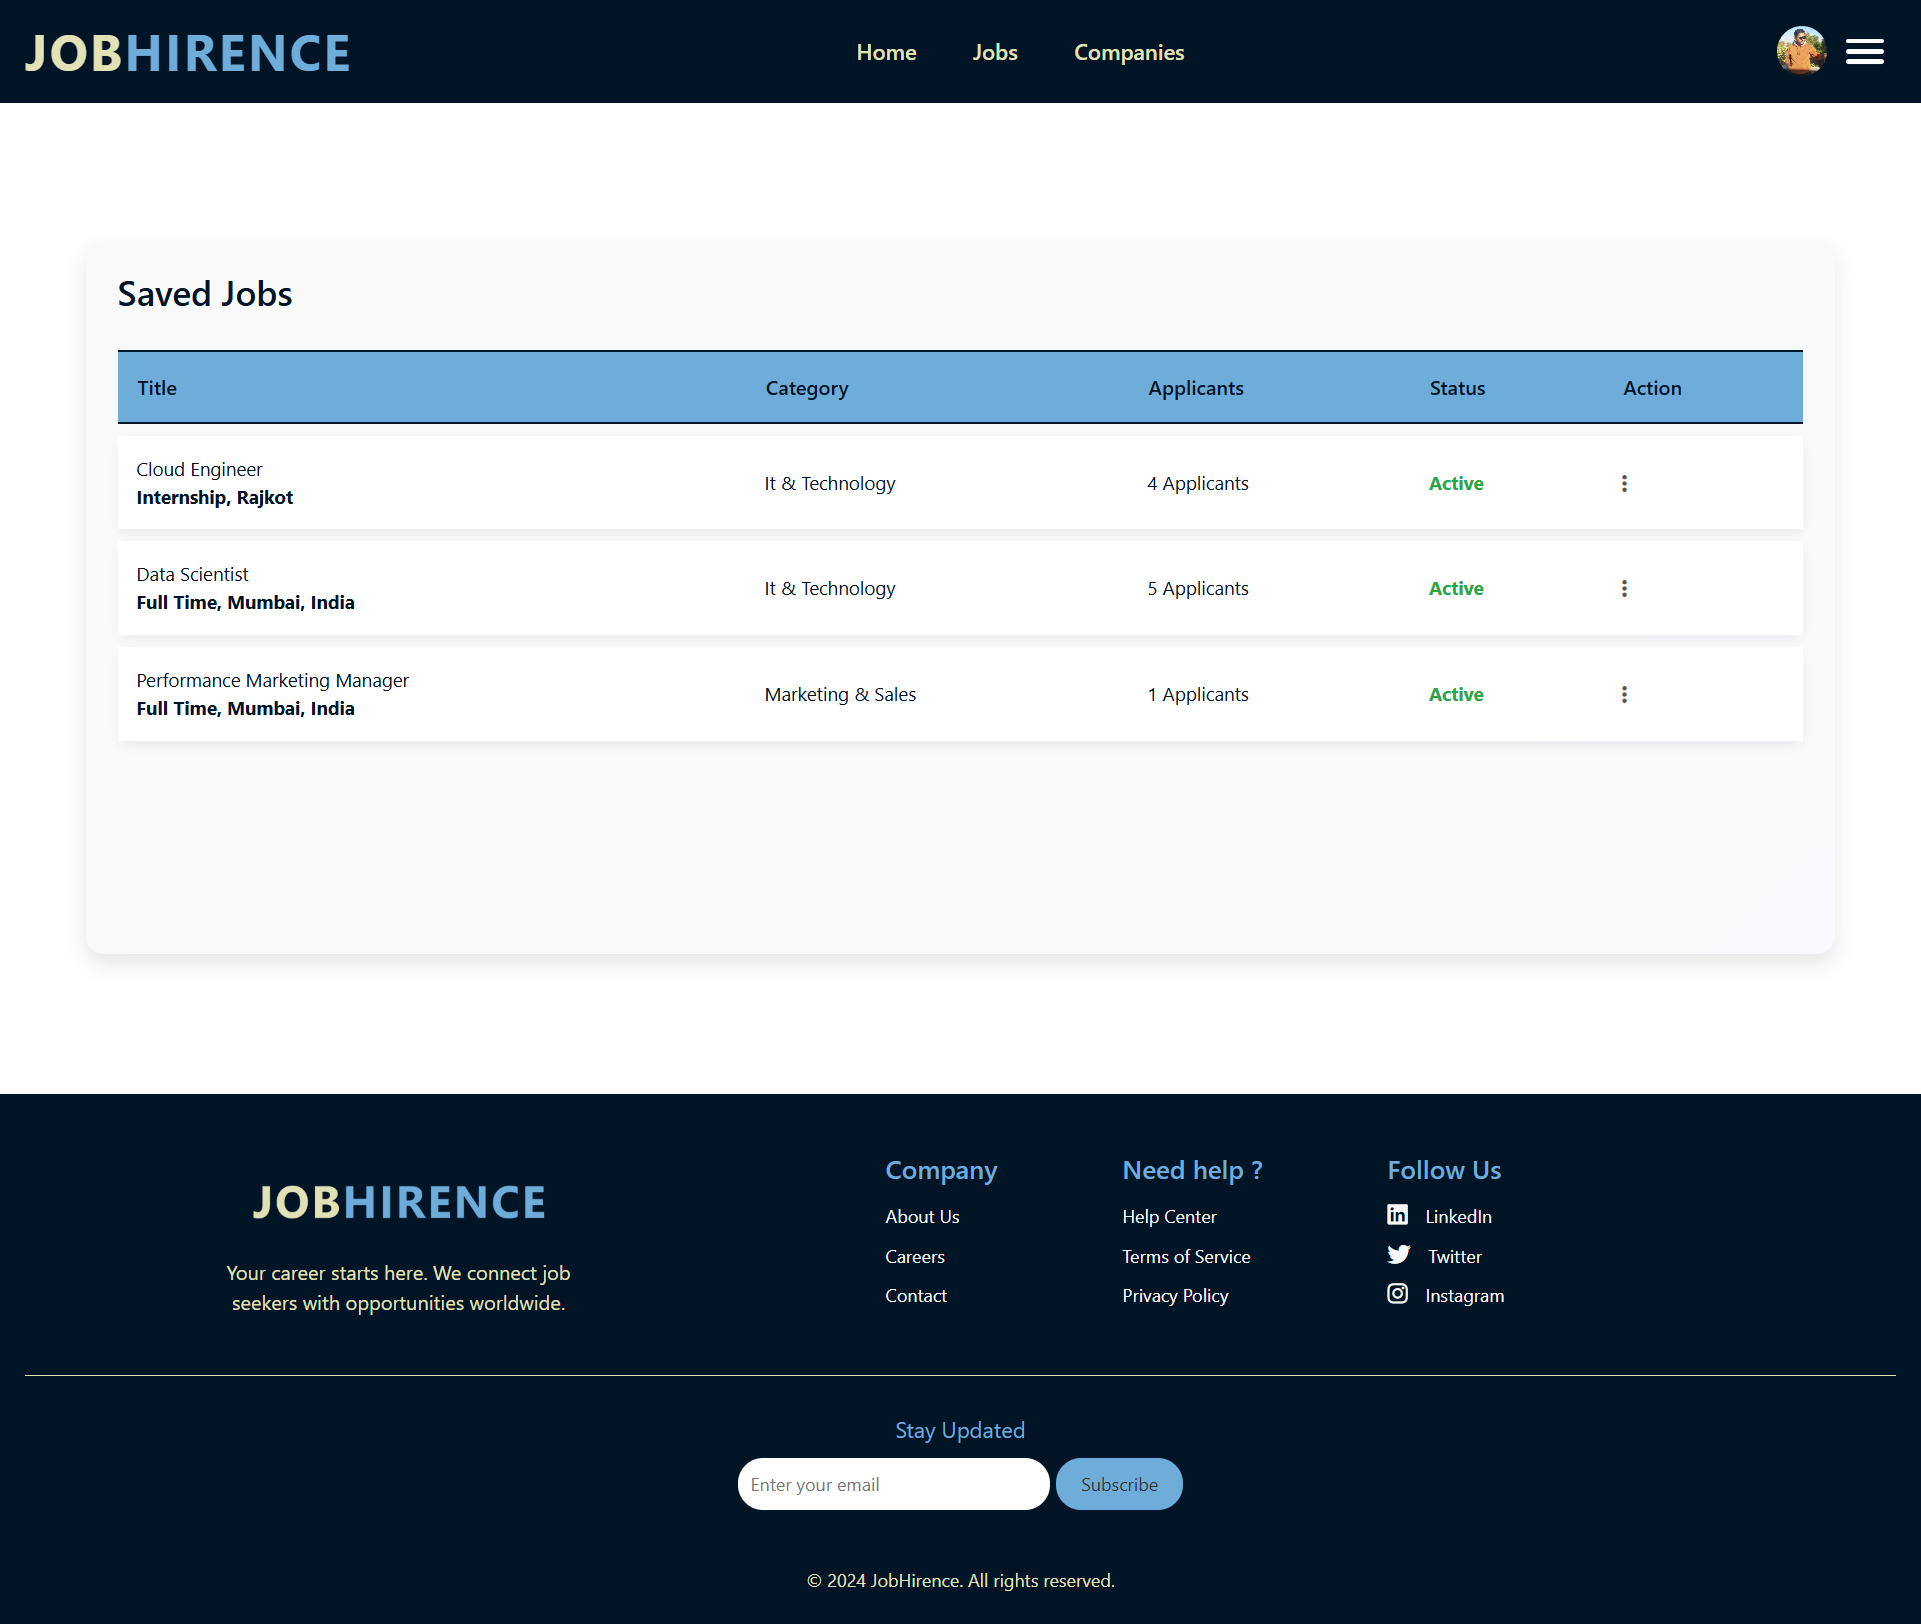 JOBHIRENCE
Home Jobs Companies
Saved Jobs
Title Category Applicants Status Action
Cloud Engineer
Internship, Rajkot
It & Technology 4 Applicants Active
Data Scientist
Full Time, Mumbai, India
It & Technology 5 Applicants Active
Performance Marketing Manager
Full Time, Mumbai, India
Marketing & Sales 1 Applicants Active
JOBHIRENCE
Your career starts here. We connect job
seekers with opportunities worldwide.
Company
About Us
Careers
Contact
Need help ?
Help Center
Terms of Service
Privacy Policy
Follow Us
LinkedIn
Twitter
Instagram
Stay Updated
Enter your email Subscribe
© 2024 JobHirence. All rights reserved.